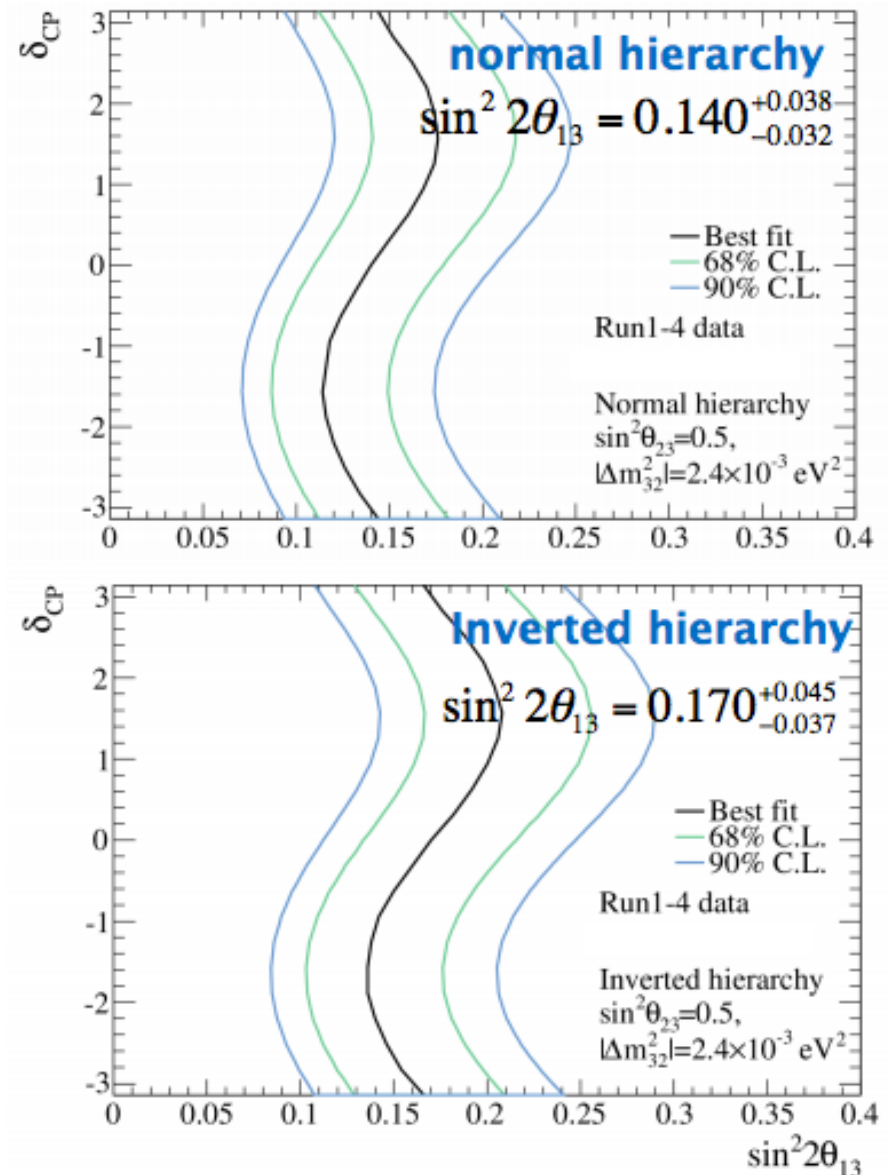 δ_CP
normal hierarchy
sin² 2θ₁₃ = 0.140 +0.038 −0.032
Best fit
68% C.L.
90% C.L.
Run1-4 data
Normal hierarchy
sin²θ₂₃=0.5,
|Δm²₃₂|=2.4×10⁻³ eV²
3
2
1
0
-1
-2
-3
0 0.05 0.1 0.15 0.2 0.25 0.3 0.35 0.4
δ_CP
Inverted hierarchy
sin² 2θ₁₃ = 0.170 +0.045 −0.037
Best fit
68% C.L.
90% C.L.
Run1-4 data
Inverted hierarchy
sin²θ₂₃=0.5,
|Δm²₃₂|=2.4×10⁻³ eV²
3
2
1
0
-1
-2
-3
0 0.05 0.1 0.15 0.2 0.25 0.3 0.35 0.4
sin²2θ₁₃